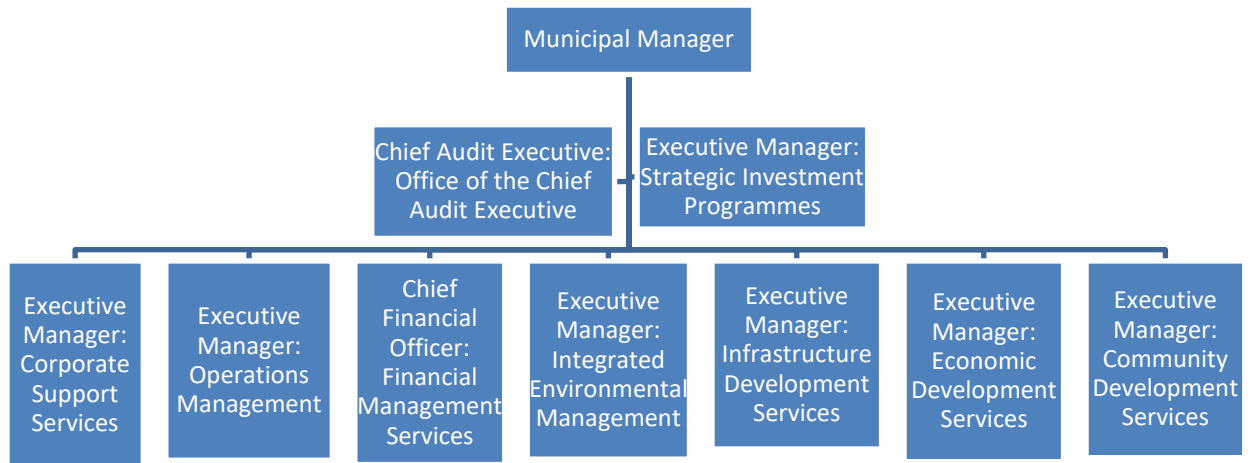 Municipal Manager
Chief Audit Executive:
Office of the Chief
Audit Executive
Executive Manager:
Strategic Investment
Programmes
Executive
Manager:
Corporate
Support
Services
Executive
Manager:
Operations
Management
Chief
Financial
Officer:
Financial
Management
Services
Executive
Manager:
Integrated
Environmental
Management
Executive
Manager:
Infrastructure
Development
Services
Executive
Manager:
Economic
Development
Services
Executive
Manager:
Community
Development
Services